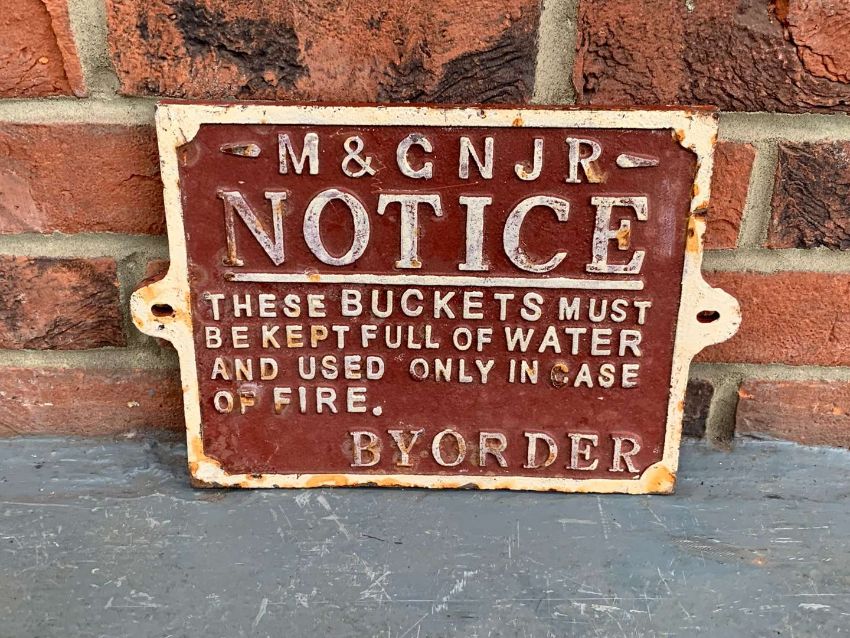 M & G N J R
NOTICE
THESE BUCKETS MUST
BE KEPT FULL OF WATER
AND USED ONLY IN CASE
OF FIRE.
BY ORDER